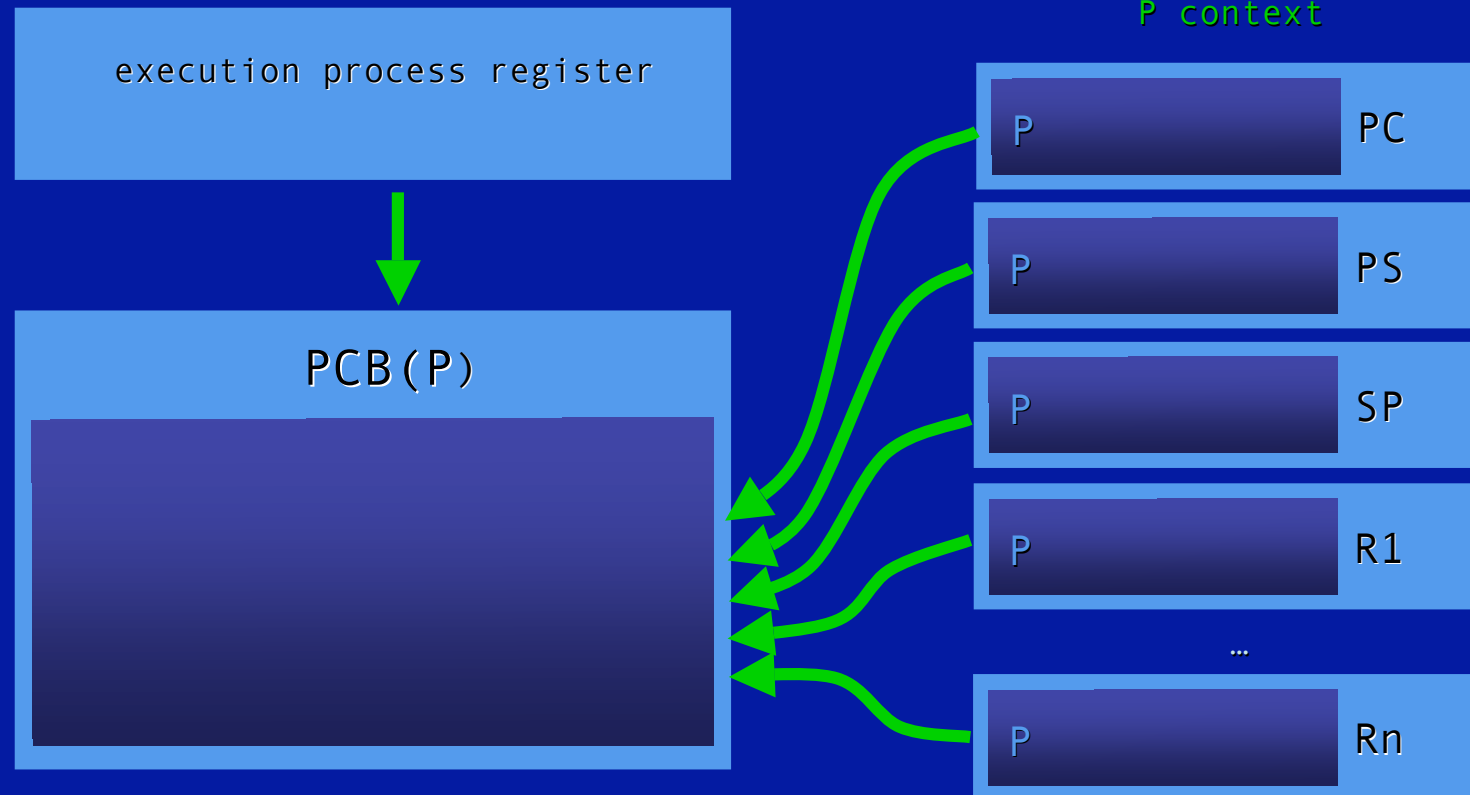 P context
execution process register
P PC
P PS
PCB(P)
P SP
P R1
…
P Rn